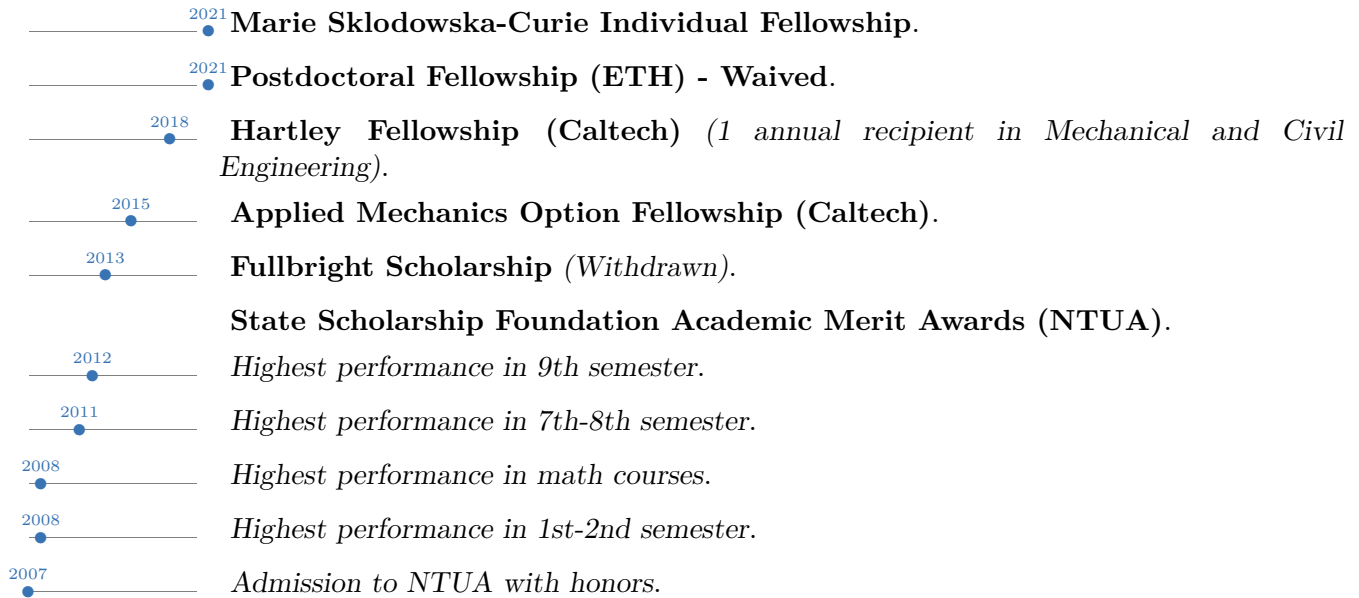 2021 Marie Sklodowska-Curie Individual Fellowship.
2021 Postdoctoral Fellowship (ETH) - Waived.
2018 Hartley Fellowship (Caltech) (1 annual recipient in Mechanical and Civil
Engineering).
2015 Applied Mechanics Option Fellowship (Caltech).
2013 Fullbright Scholarship (Withdrawn).
State Scholarship Foundation Academic Merit Awards (NTUA).
2012 Highest performance in 9th semester.
2011 Highest performance in 7th-8th semester.
2008 Highest performance in math courses.
2008 Highest performance in 1st-2nd semester.
2007 Admission to NTUA with honors.